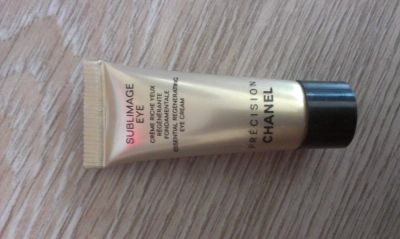 SUBLIMAGE
EYE
CRÈME RICHE YEUX
RÉGÉNÉRANTE
FONDAMENTALE
ESSENTIAL REGENERATING
EYE CREAM
PRÉCISION
CHANEL